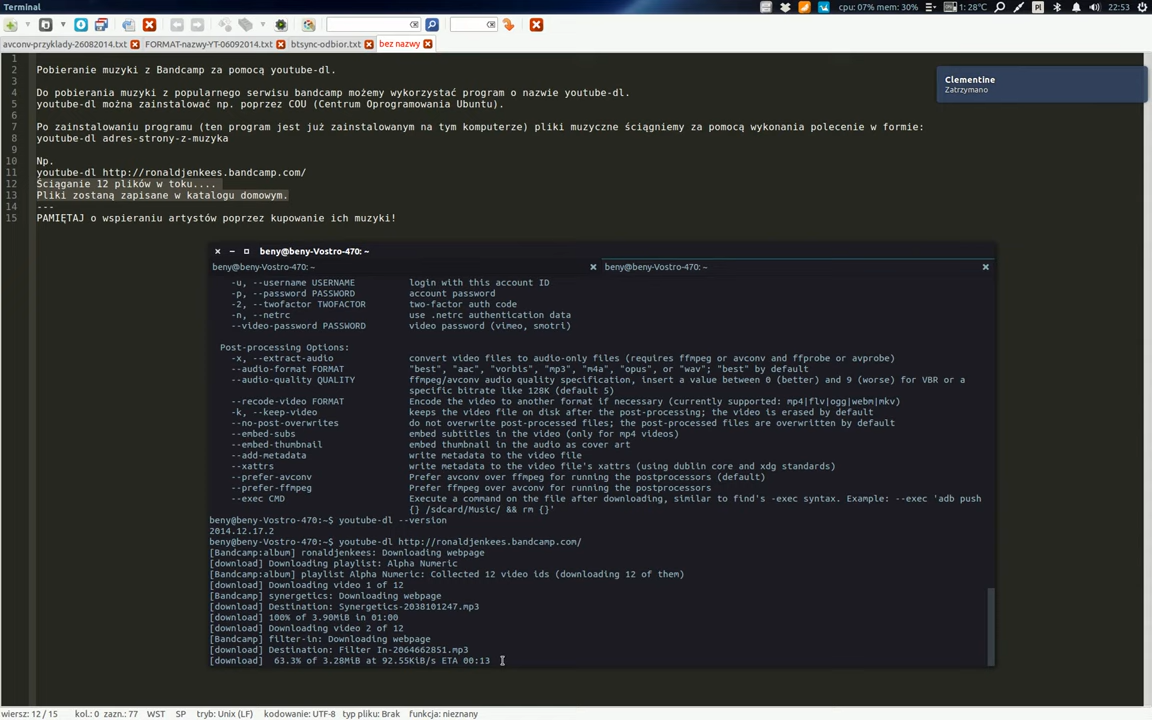 Terminal
cpu: 07% mem: 30%
1: 28°C
Pl
22:53
avconv-przyklady-26082014.txt
FORMAT-nazwy-YT-06092014.txt
btsync-odbior.txt
bez nazwy
Clementine
Zatrzymano
1
2 Pobieranie muzyki z Bandcamp za pomocą youtube-dl.
3
4 Do pobierania muzyki z popularnego serwisu bandcamp możemy wykorzystać program o nazwie youtube-dl.
5 youtube-dl można zainstalować np. poprzez COU (Centrum Oprogramowania Ubuntu).
6
7 Po zainstalowaniu programu (ten program jest już zainstalowanym na tym komputerze) pliki muzyczne ściągniemy za pomocą wykonania polecenie w formie:
8 youtube-dl adres-strony-z-muzyka
9
10 Np.
11 youtube-dl http://ronaldjenkees.bandcamp.com/
12 Ściąganie 12 plików w toku....
13 Pliki zostaną zapisane w katalogu domowym.
14 ---
15 PAMIĘTAJ o wspieraniu artystów poprzez kupowanie ich muzyki!
beny@beny-Vostro-470: ~
beny@beny-Vostro-470: ~
beny@beny-Vostro-470: ~
-u, --username USERNAME login with this account ID
-p, --password PASSWORD account password
-2, --twofactor TWOFACTOR two-factor auth code
-n, --netrc use .netrc authentication data
--video-password PASSWORD video password (vimeo, smotri)
Post-processing Options:
-x, --extract-audio convert video files to audio-only files (requires ffmpeg or avconv and ffprobe or avprobe)
--audio-format FORMAT "best", "aac", "vorbis", "mp3", "m4a", "opus", or "wav"; "best" by default
--audio-quality QUALITY ffmpeg/avconv audio quality specification, insert a value between 0 (better) and 9 (worse) for VBR or a
specific bitrate like 128K (default 5)
--recode-video FORMAT Encode the video to another format if necessary (currently supported: mp4|flv|ogg|webm|mkv)
-k, --keep-video keeps the video file on disk after the post-processing; the video is erased by default
--no-post-overwrites do not overwrite post-processed files; the post-processed files are overwritten by default
--embed-subs embed subtitles in the video (only for mp4 videos)
--embed-thumbnail embed thumbnail in the audio as cover art
--add-metadata write metadata to the video file
--xattrs write metadata to the video file's xattrs (using dublin core and xdg standards)
--prefer-avconv Prefer avconv over ffmpeg for running the postprocessors (default)
--prefer-ffmpeg Prefer ffmpeg over avconv for running the postprocessors
--exec CMD Execute a command on the file after downloading, similar to find's -exec syntax. Example: --exec 'adb push
{} /sdcard/Music/ && rm {}'
beny@beny-Vostro-470:~$ youtube-dl --version
2014.12.17.2
beny@beny-Vostro-470:~$ youtube-dl http://ronaldjenkees.bandcamp.com/
[Bandcamp:album] ronaldjenkees: Downloading webpage
[download] Downloading playlist: Alpha Numeric
[Bandcamp:album] playlist Alpha Numeric: Collected 12 video ids (downloading 12 of them)
[download] Downloading video 1 of 12
[Bandcamp] synergetics: Downloading webpage
[download] Destination: Synergetics-2038101247.mp3
[download] 100% of 3.90MiB in 01:00
[download] Downloading video 2 of 12
[Bandcamp] filter-in: Downloading webpage
[download] Destination: Filter In-2064662851.mp3
[download] 63.3% of 3.28MiB at 92.55KiB/s ETA 00:13
wiersz: 12 / 15 kol.: 0 zazn.: 77 WST SP tryb: Unix (LF) kodowanie: UTF-8 typ pliku: Brak funkcja: nieznany